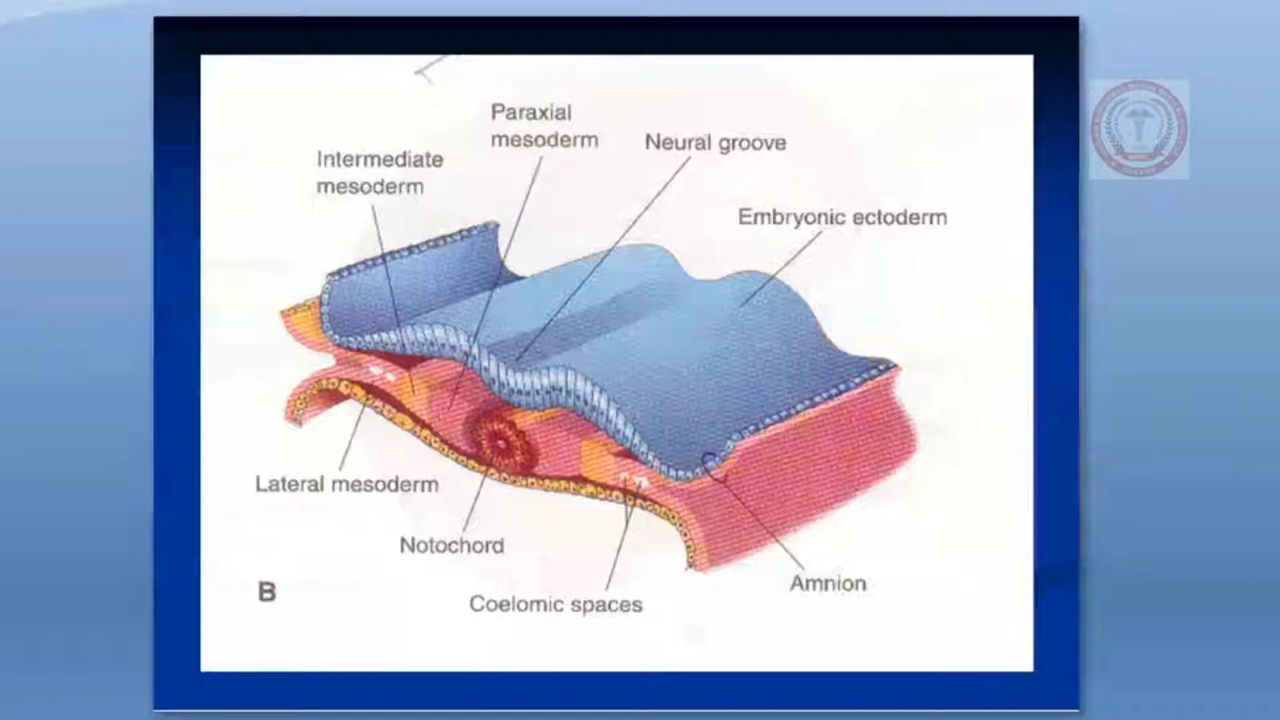 Paraxial
mesoderm
Neural groove
Intermediate
mesoderm
Embryonic ectoderm
Lateral mesoderm
Notochord
Amnion
B
Coelomic spaces